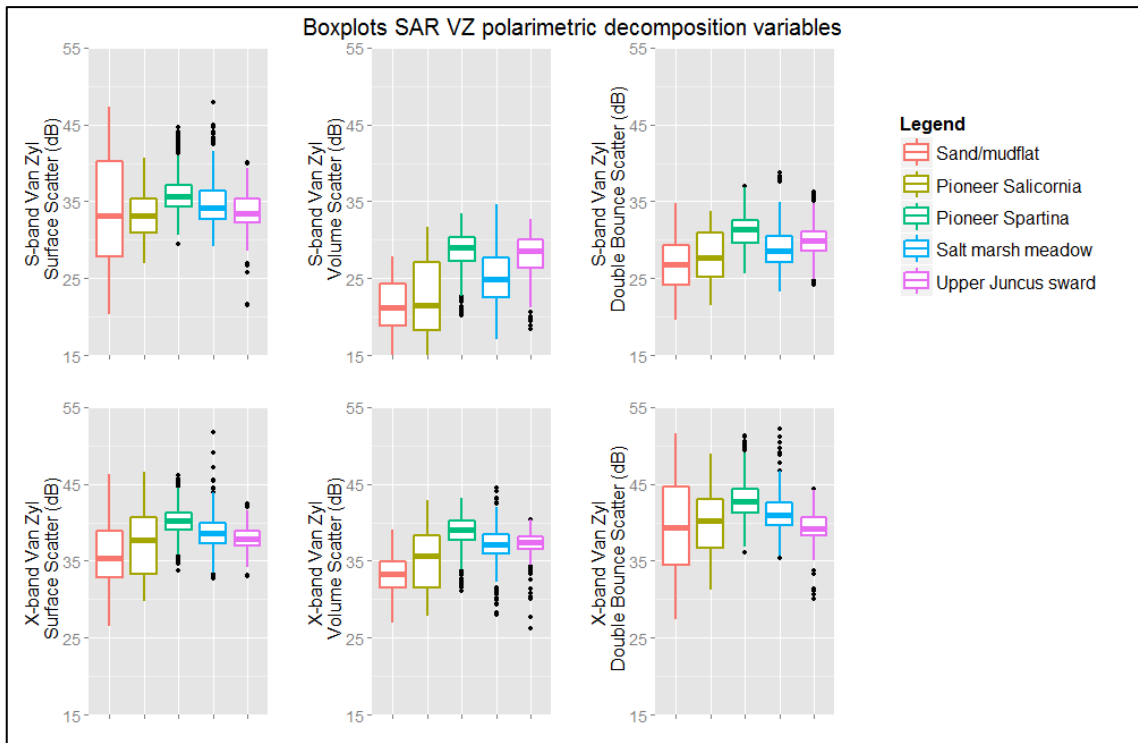 Boxplots SAR VZ polarimetric decomposition variables
S-band Van Zyl
Surface Scatter (dB)
55
45
35
25
15
S-band Van Zyl
Volume Scatter (dB)
55
45
35
25
15
S-band Van Zyl
Double Bounce Scatter (dB)
55
45
35
25
15
Legend
Sand/mudflat
Pioneer Salicornia
Pioneer Spartina
Salt marsh meadow
Upper Juncus sward
X-band Van Zyl
Surface Scatter (dB)
55
45
35
25
15
X-band Van Zyl
Volume Scatter (dB)
55
45
35
25
15
X-band Van Zyl
Double Bounce Scatter (dB)
55
45
35
25
15